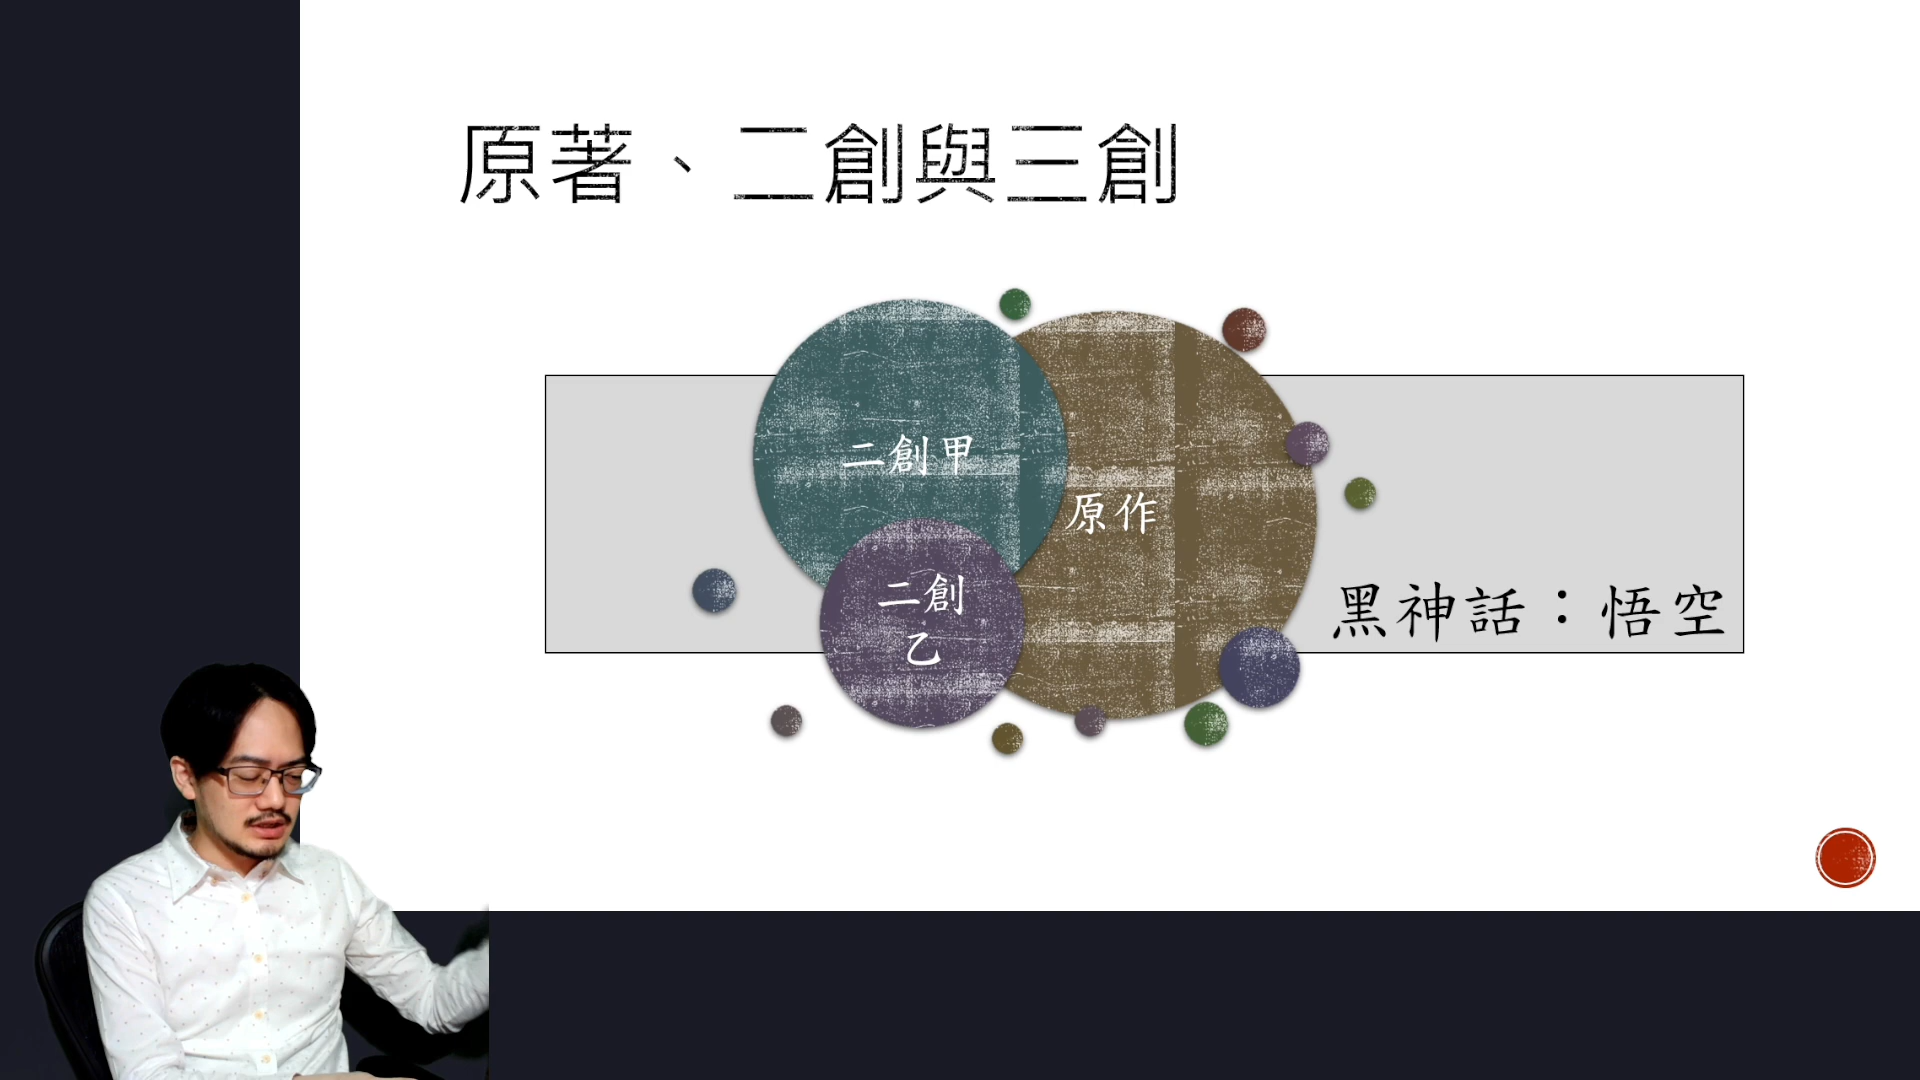 原著、二創與三創
二創甲
原作
二創
乙
黑神話：悟空